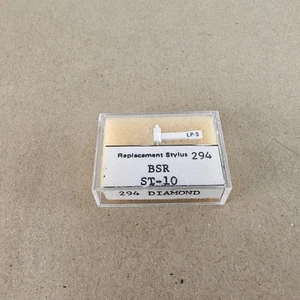 LP-S
Replacement Stylus 294
BSR
ST-10
294 DIAMOND